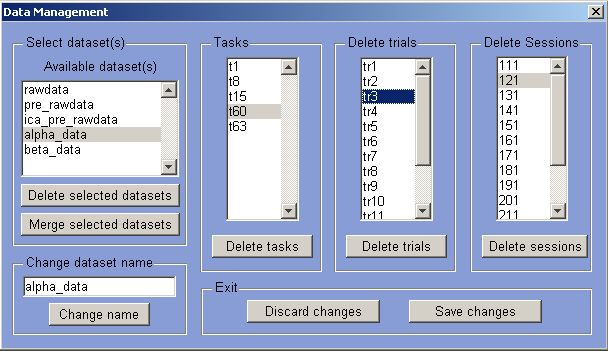 Data Management
Select dataset(s)
Available dataset(s)
rawdata
pre_rawdata
ica_pre_rawdata
alpha_data
beta_data
Delete selected datasets
Merge selected datasets
Change dataset name
alpha_data
Change name
Tasks
t1
t8
t15
t60
t63
Delete tasks
Delete trials
tr1
tr2
tr3
tr4
tr5
tr6
tr7
tr8
tr9
tr10
tr11
Delete trials
Delete Sessions
111
121
131
141
151
161
171
181
191
201
211
Delete sessions
Exit
Discard changes
Save changes